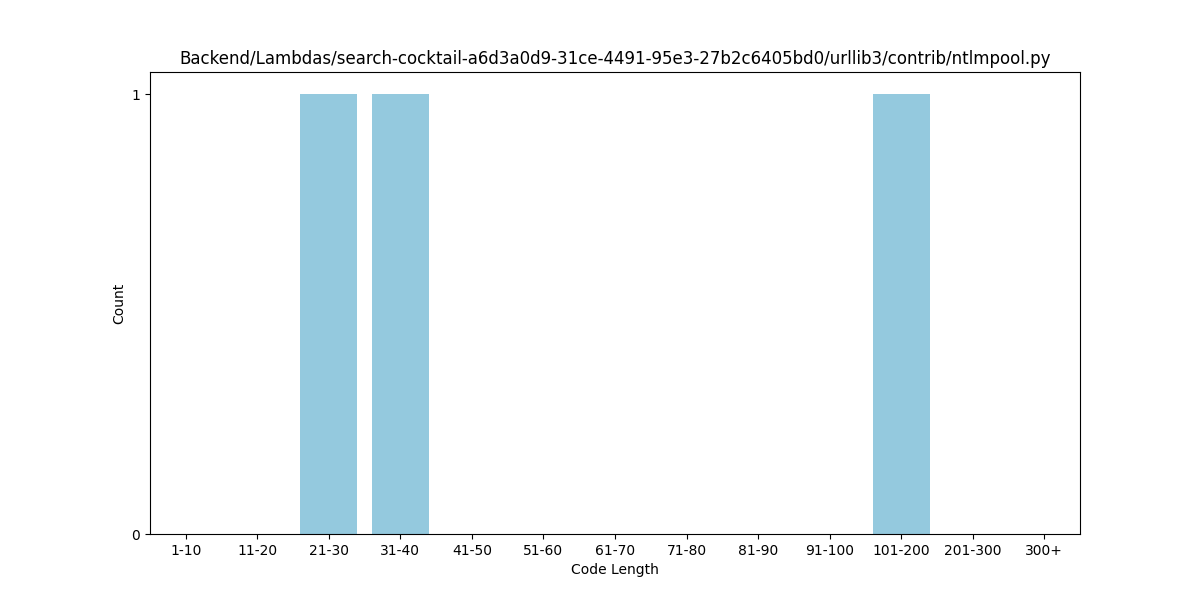 Backend/Lambdas/search-cocktail-a6d3a0d9-31ce-4491-95e3-27b2c6405bd0/urllib3/contrib/ntlmpool.py
1
Count
0
1-10 11-20 21-30 31-40 41-50 51-60 61-70 71-80 81-90 91-100 101-200 201-300 300+
Code Length